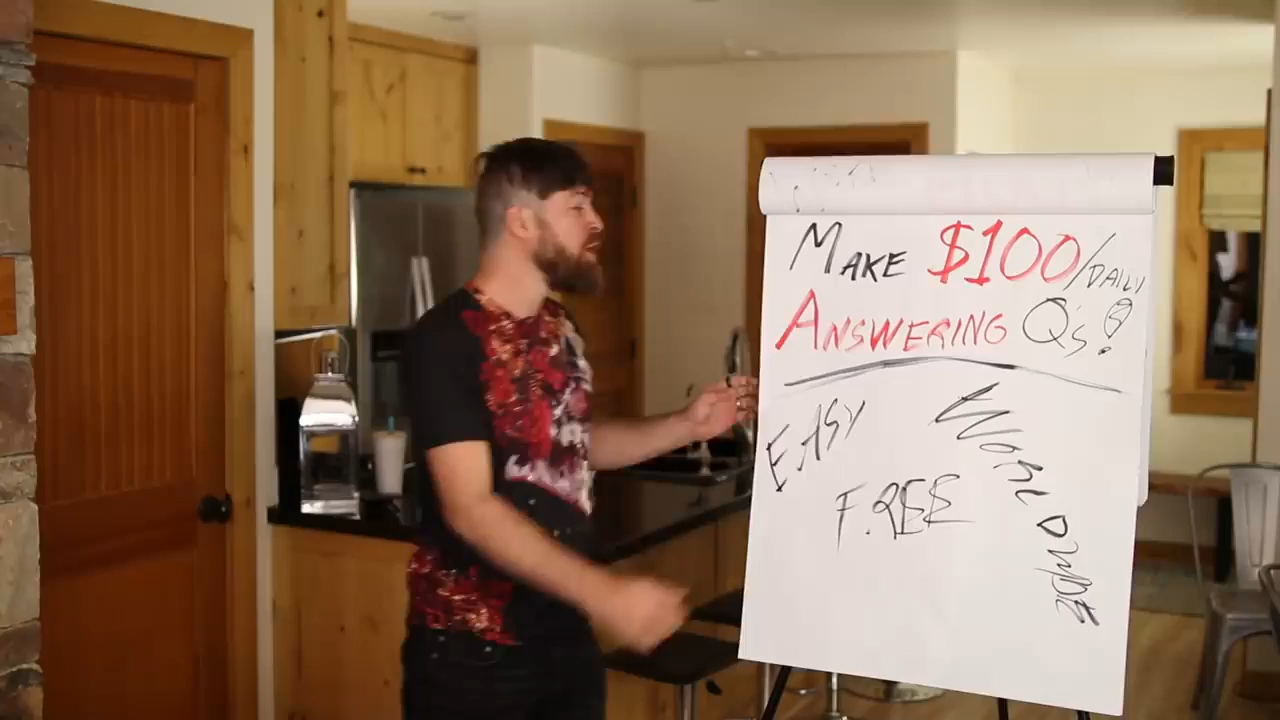 MAKE $100/DAILY
ANSWERING Q's!
EASY
WORLDWIDE
FREE